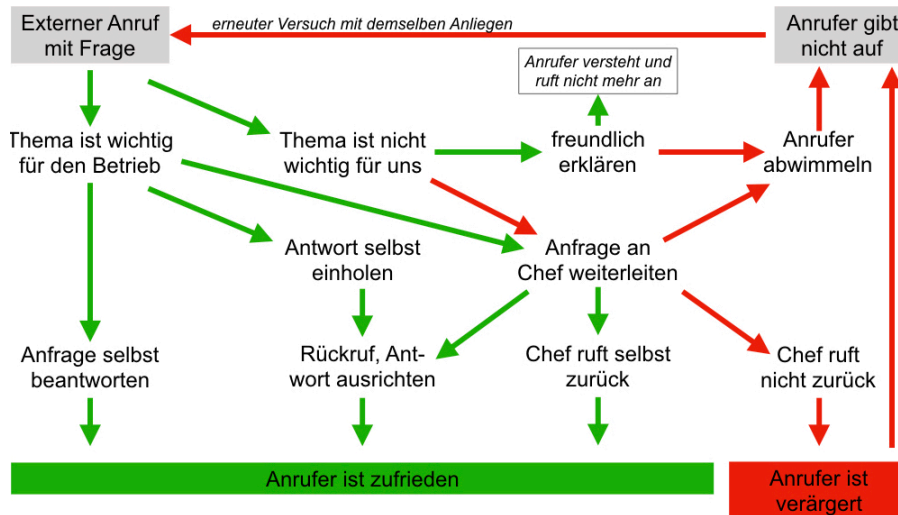 Externer Anruf
mit Frage
erneuter Versuch mit demselben Anliegen
Anrufer gibt
nicht auf
Anrufer versteht und
ruft nicht mehr an
Thema ist wichtig
für den Betrieb
Thema ist nicht
wichtig für uns
freundlich
erklären
Anrufer
abwimmeln
Antwort selbst
einholen
Anfrage an
Chef weiterleiten
Anfrage selbst
beantworten
Rückruf, Ant-
wort ausrichten
Chef ruft selbst
zurück
Chef ruft
nicht zurück
Anrufer ist zufrieden
Anrufer ist
verärgert